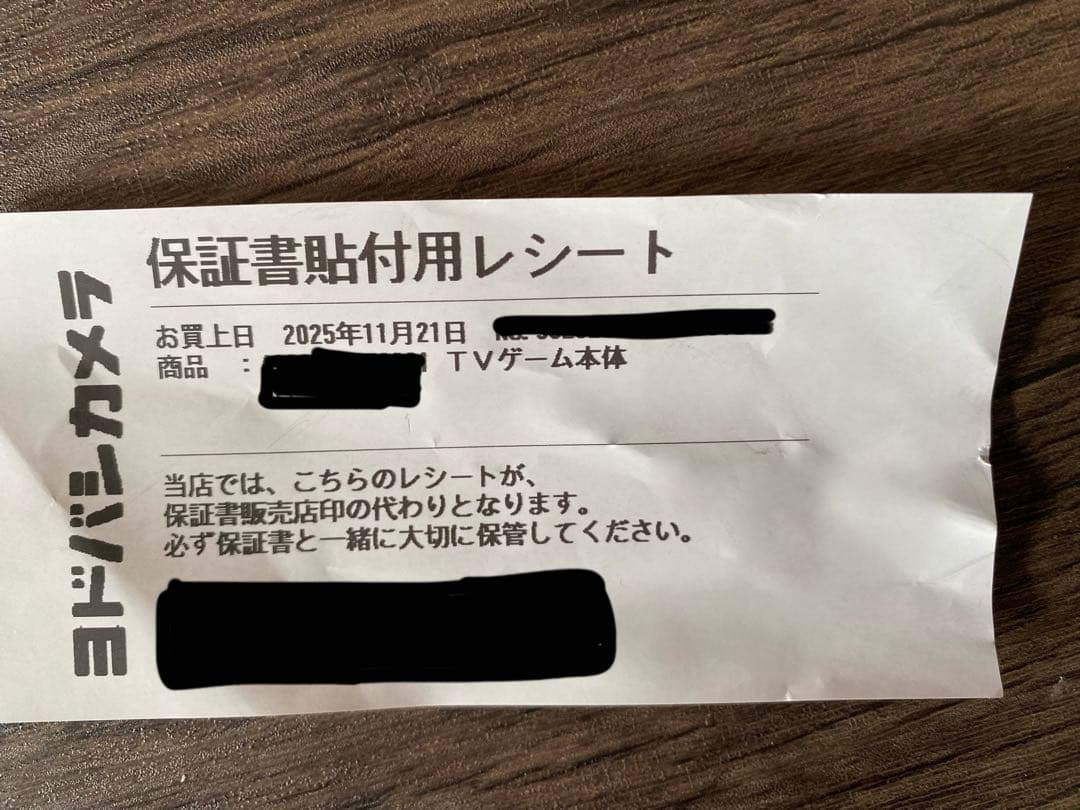 ヨドバシカメラ
保証書貼付用レシート
お買上日 2025年11月21日
商品 : TVゲーム本体
当店では、こちらのレシートが、
保証書販売店印の代わりとなります。
必ず保証書と一緒に大切に保管してください。